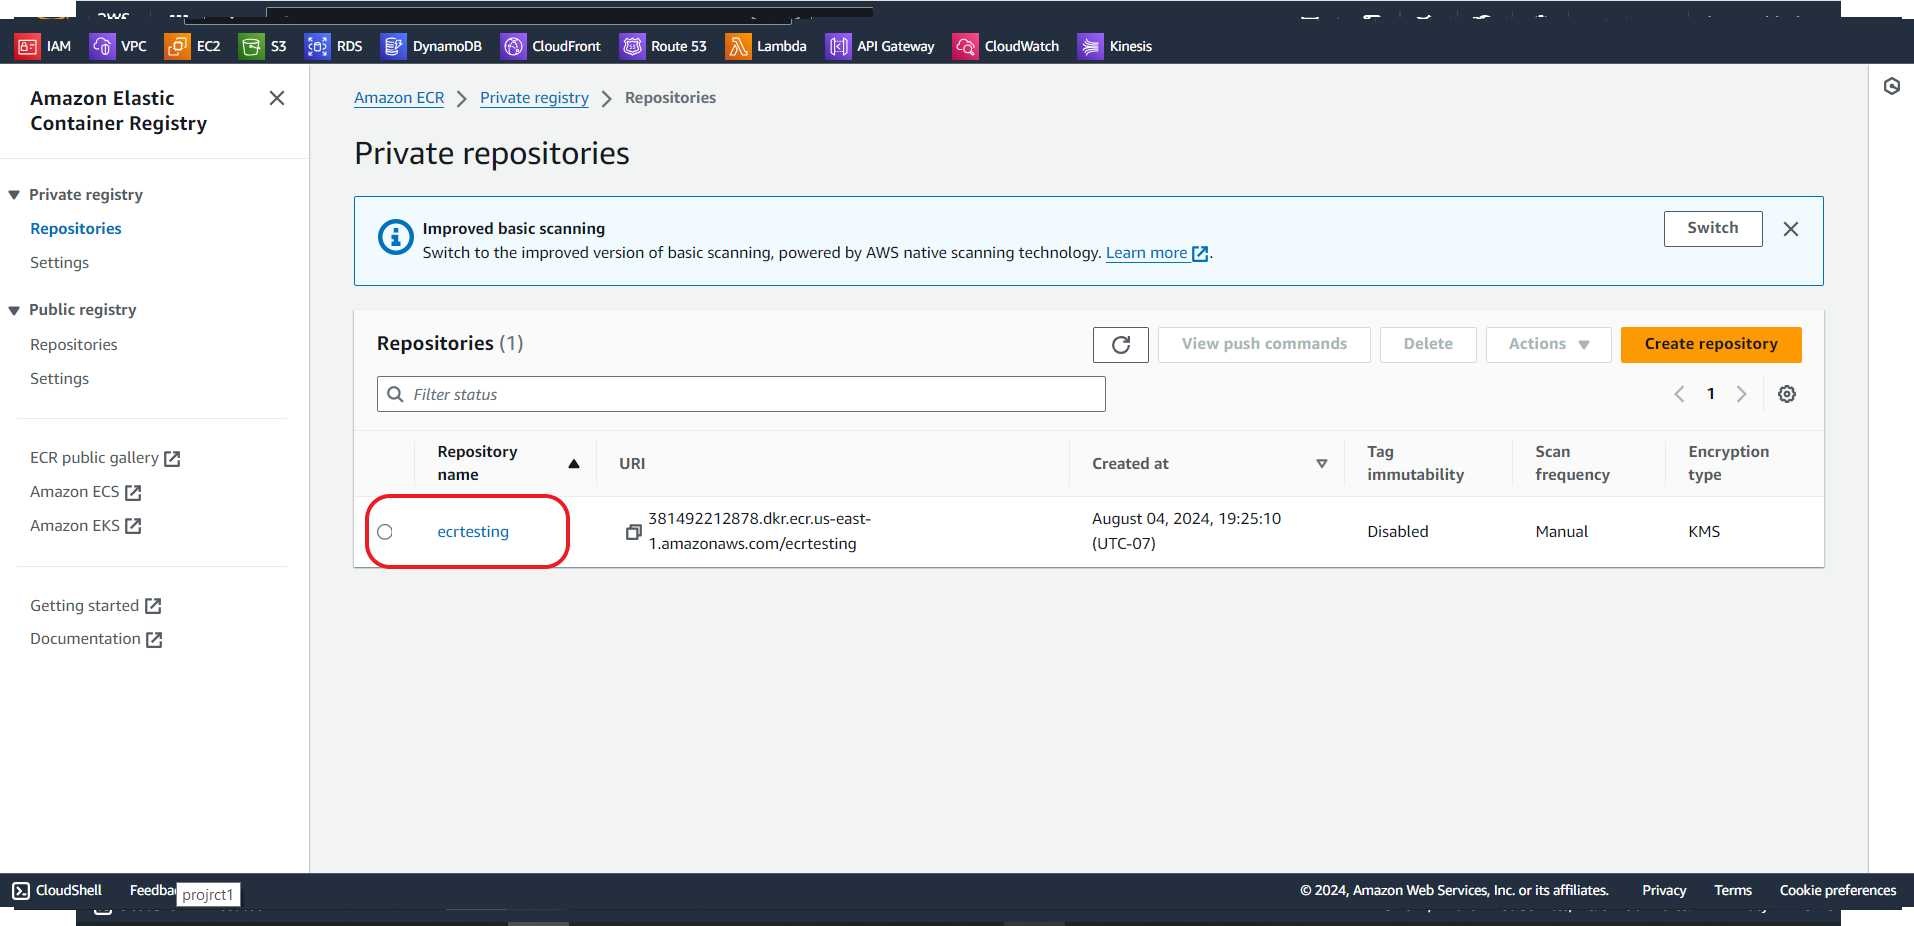 IAM VPC EC2 S3 RDS DynamoDB CloudFront Route 53 Lambda API Gateway CloudWatch Kinesis
Amazon Elastic
Container Registry
Private registry
Repositories
Settings
Public registry
Repositories
Settings
ECR public gallery
Amazon ECS
Amazon EKS
Getting started
Documentation
Amazon ECR Private registry Repositories
Private repositories
Improved basic scanning
Switch to the improved version of basic scanning, powered by AWS native scanning technology. Learn more.
Switch
Repositories (1)
View push commands Delete Actions Create repository
Filter status
1
Repository
name
URI
Created at
Tag
immutability
Scan
frequency
Encryption
type
ecrtesting
381492212878.dkr.ecr.us-east-
1.amazonaws.com/ecrtesting
August 04, 2024, 19:25:10
(UTC-07)
Disabled
Manual
KMS
CloudShell
projrct1
© 2024, Amazon Web Services, Inc. or its affiliates. Privacy Terms Cookie preferences